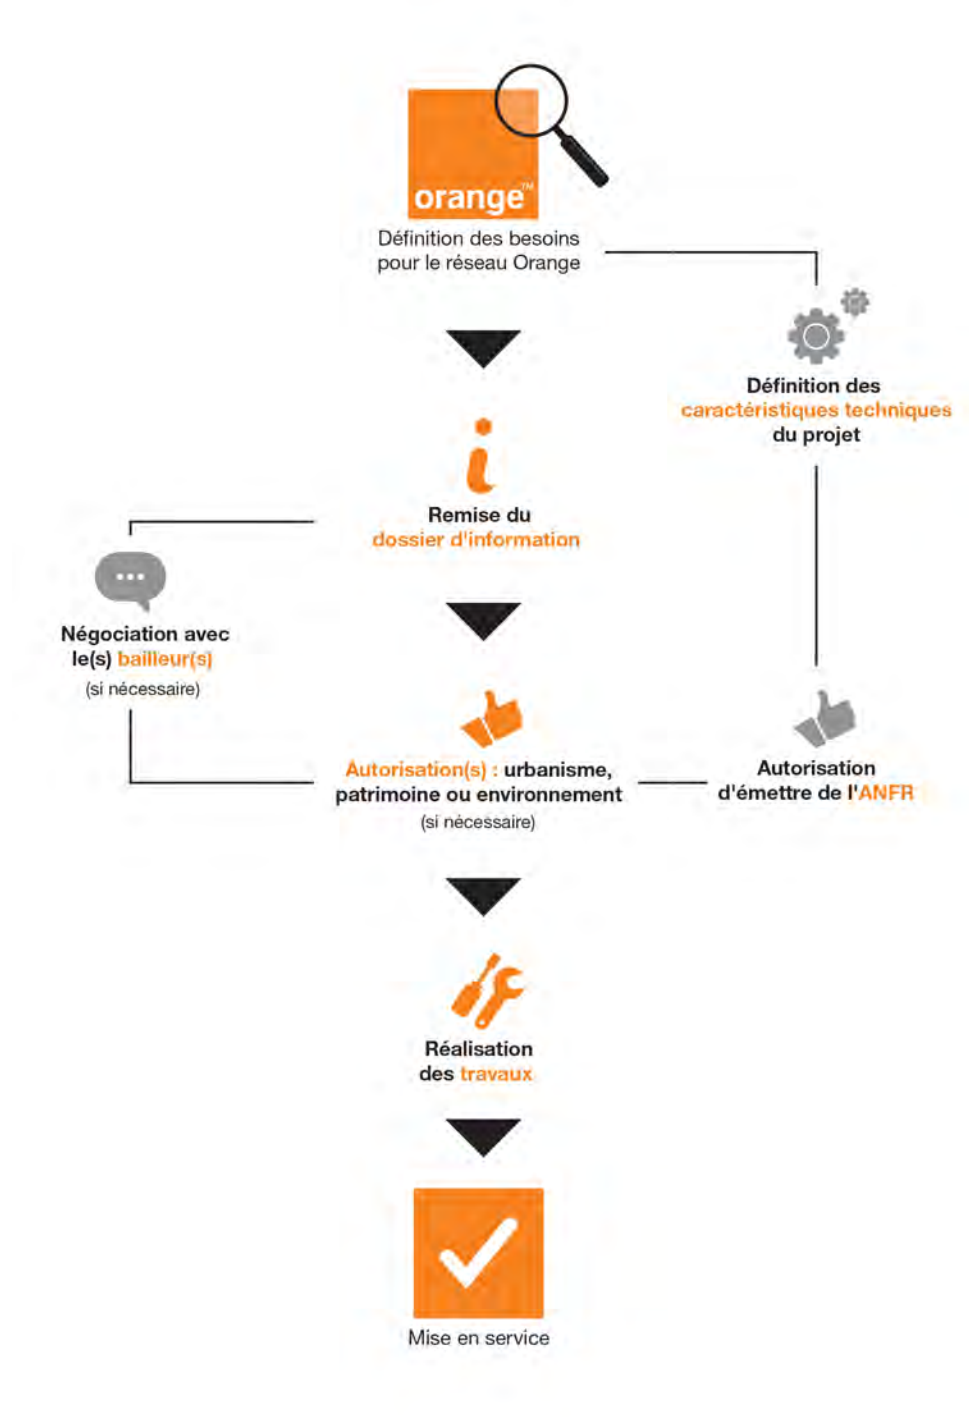 orange™
Définition des besoins
pour le réseau Orange
Définition des
caractéristiques techniques
du projet
Remise du
dossier d'information
Négociation avec
le(s) bailleur(s)
(si nécessaire)
Autorisation(s) : urbanisme,
patrimoine ou environnement
(si nécessaire)
Autorisation
d'émettre de l'ANFR
Réalisation
des travaux
Mise en service